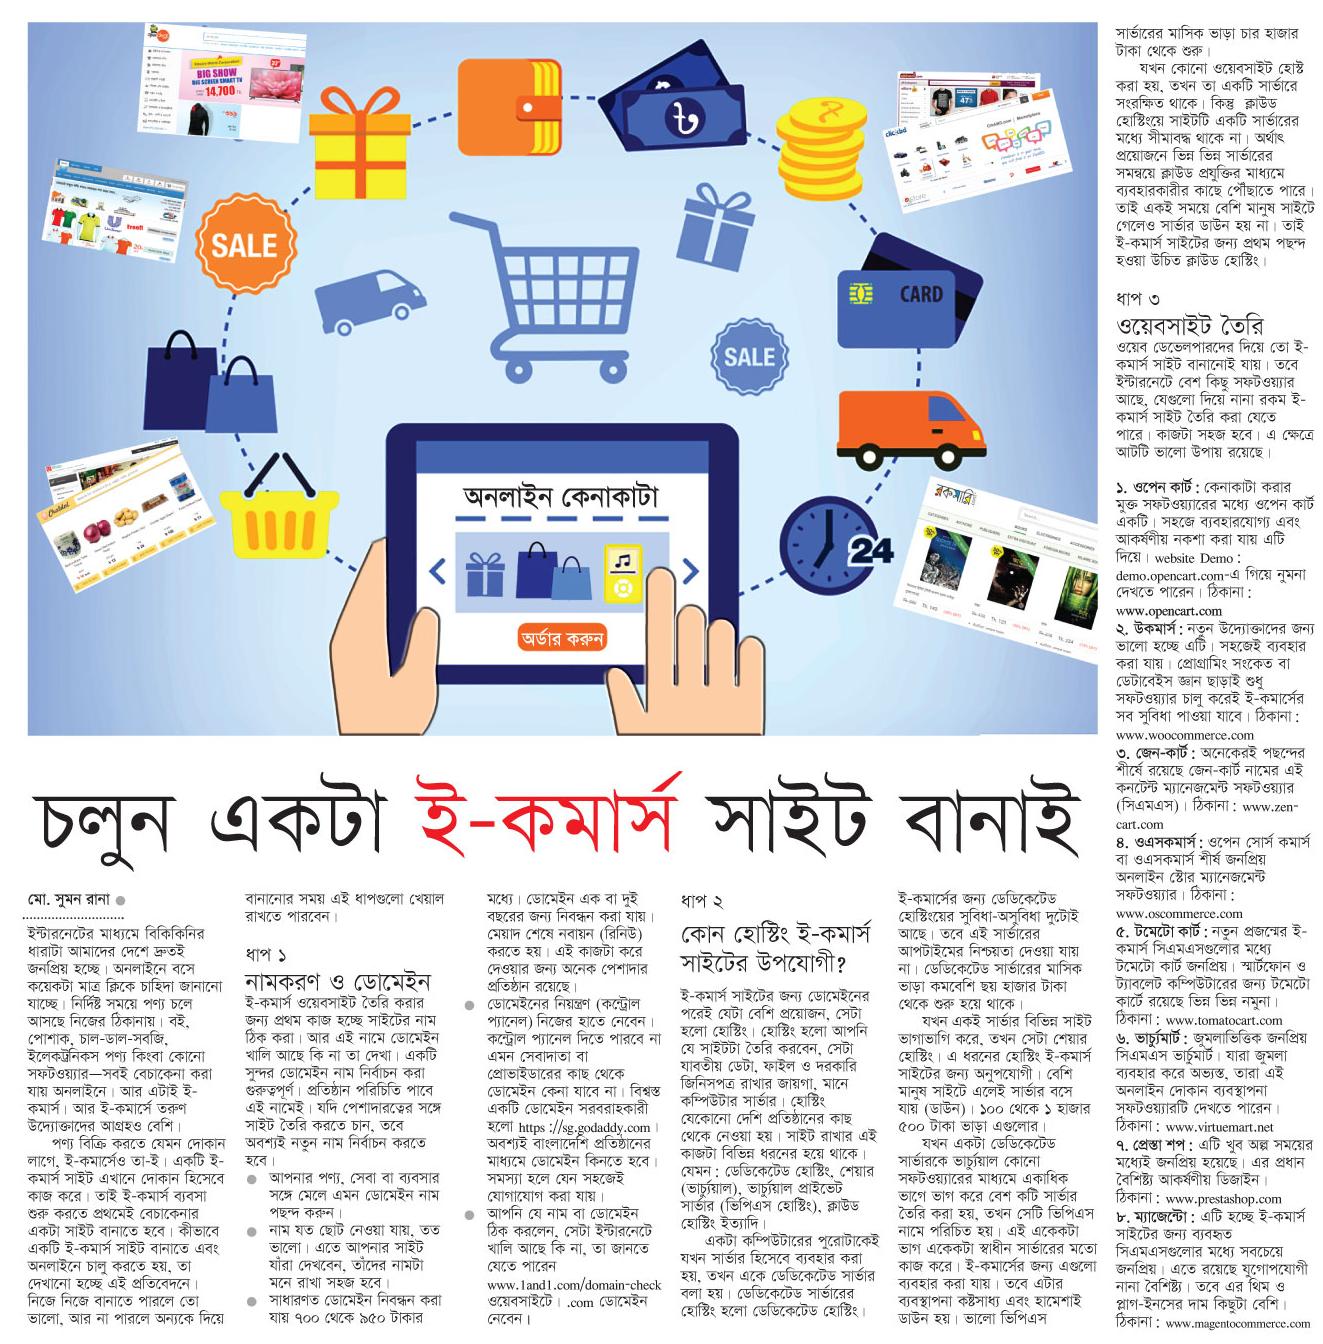 BIG SHOW
BIG SCREEN SMART TV
14,700
SALE
CARD
SALE
24
অনলাইন কেনাকাটা
অর্ডার করুন
রকমারি
চলুন একটা ই-কমার্স সাইট বানাই
মো. সুমন রানা
ইন্টারনেটের মাধ্যমে বিকিকিনির
ধারাটা আমাদের দেশে দ্রুতই
জনপ্রিয় হচ্ছে। অনলাইনে বসে
কয়েকটা মাত্র ক্লিকে চাহিদা জানানো
যাচ্ছে। নির্দিষ্ট সময়ে পণ্য চলে
আসছে নিজের ঠিকানায়। বই,
পোশাক, চাল-ডাল-সবজি,
ইলেকট্রনিকস পণ্য কিংবা কোনো
সফটওয়্যার—সবই বেচাকেনা করা
যায় অনলাইনে। আর এটাই ই-
কমার্স। আর ই-কমার্সে তরুণ
উদ্যোক্তাদের আগ্রহও বেশি।
পণ্য বিক্রি করতে যেমন দোকান
লাগে, ই-কমার্সেও তা-ই। একটি ই-
কমার্স সাইট এখানে দোকান হিসেবে
কাজ করে। তাই ই-কমার্স ব্যবসা
শুরু করতে প্রথমেই বেচাকেনার
একটা সাইট বানাতে হবে। কীভাবে
একটি ই-কমার্স সাইট বানাতে এবং
অনলাইনে চালু করতে হয়, তা
দেখানো হচ্ছে এই প্রতিবেদনে।
নিজে নিজে বানাতে পারলে তো
ভালো, আর না পারলে অন্যকে দিয়ে
বানানোর সময় এই ধাপগুলো খেয়াল
রাখতে পারবেন।
ধাপ ১
নামকরণ ও ডোমেইন
ই-কমার্স ওয়েবসাইট তৈরি করার
জন্য প্রথম কাজ হচ্ছে সাইটের নাম
ঠিক করা। আর এই নামে ডোমেইন
খালি আছে কি না তা দেখা। একটি
সুন্দর ডোমেইন নাম নির্বাচন করা
গুরুত্বপূর্ণ। প্রতিষ্ঠান পরিচিতি পাবে
এই নামেই। যদি পেশাদারত্বের সঙ্গে
সাইট তৈরি করতে চান, তবে
অবশ্যই নতুন নাম নির্বাচন করতে
হবে।
● আপনার পণ্য, সেবা বা ব্যবসার
সঙ্গে মেলে এমন ডোমেইন নাম
পছন্দ করুন।
● নাম যত ছোট নেওয়া যায়, তত
ভালো। এতে আপনার সাইট
যাঁরা দেখবেন, তাঁদের নামটা
মনে রাখা সহজ হবে।
● সাধারণত ডোমেইন নিবন্ধন করা
যায় ৭০০ থেকে ৯৫০ টাকার
মধ্যে। ডোমেইন এক বা দুই
বছরের জন্য নিবন্ধন করা যায়।
মেয়াদ শেষে নবায়ন (রিনিউ)
করতে হয়। এই কাজটা করে
দেওয়ার জন্য অনেক পেশাদার
প্রতিষ্ঠান রয়েছে।
● ডোমেইনের নিয়ন্ত্রণ (কন্ট্রোল
প্যানেল) নিজের হাতে নেবেন।
কন্ট্রোল প্যানেল দিতে পারবে না
এমন সেবাদাতা বা
প্রোভাইডারের কাছ থেকে
ডোমেইন কেনা যাবে না। বিশ্বস্ত
একটি ডোমেইন সরবরাহকারী
হলো https ://sg.godaddy.com।
অবশ্যই বাংলাদেশি প্রতিষ্ঠানের
মাধ্যমে ডোমেইন কিনতে হবে।
সমস্যা হলে যেন সহজেই
যোগাযোগ করা যায়।
● আপনি যে নাম বা ডোমেইন
ঠিক করলেন, সেটা ইন্টারনেটে
খালি আছে কি না, তা জানতে
যেতে পারেন
www.1and1.com/domain-check
ওয়েবসাইটে। .com ডোমেইন
নেবেন।
ধাপ ২
কোন হোস্টিং ই-কমার্স
সাইটের উপযোগী?
ই-কমার্স সাইটের জন্য ডোমেইনের
পরেই যেটা বেশি প্রয়োজন, সেটা
হলো হোস্টিং। হোস্টিং হলো আপনি
যে সাইটটা তৈরি করবেন, সেটা
যাবতীয় ডেটা, ফাইল ও দরকারি
জিনিসপত্র রাখার জায়গা, মানে
কম্পিউটার সার্ভার। হোস্টিং
যেকোনো দেশি প্রতিষ্ঠানের কাছ
থেকে নেওয়া হয়। সাইট রাখার এই
কাজটা বিভিন্ন ধরনের হয়ে থাকে।
যেমন : ডেডিকেটেড হোস্টিং, শেয়ার
(ভার্চ্যুয়াল), ভার্চ্যুয়াল প্রাইভেট
সার্ভার (ভিপিএস হোস্টিং), ক্লাউড
হোস্টিং ইত্যাদি।
একটা কম্পিউটারের পুরোটাকেই
যখন সার্ভার হিসেবে ব্যবহার করা
হয়, তখন একে ডেডিকেটেড সার্ভার
বলা হয়। ডেডিকেটেড সার্ভারের
হোস্টিং হলো ডেডিকেটেড হোস্টিং।
ই-কমার্সের জন্য ডেডিকেটেড
হোস্টিংয়ের সুবিধা-অসুবিধা দুটোই
আছে। তবে এই সার্ভারের
আপটাইমের নিশ্চয়তা দেওয়া যায়
না। ডেডিকেটেড সার্ভারের মাসিক
ভাড়া কমবেশি ছয় হাজার টাকা
থেকে শুরু হয়ে থাকে।
যখন একই সার্ভার বিভিন্ন সাইট
ভাগাভাগি করে, তখন সেটা শেয়ার
হোস্টিং। এ ধরনের হোস্টিং ই-কমার্স
সাইটের জন্য অনুপযোগী। বেশি
মানুষ সাইটে এলেই সার্ভার বসে
যায় (ডাউন)। ১০০ থেকে ১ হাজার
৫০০ টাকা ভাড়া এগুলোর।
যখন একটা ডেডিকেটেড
সার্ভারকে ভার্চ্যুয়াল কোনো
সফটওয়্যারের মাধ্যমে একাধিক
ভাগে ভাগ করে বেশ কটি সার্ভার
তৈরি করা হয়, তখন সেটি ভিপিএস
নামে পরিচিত হয়। এই একেকটা
ভাগ একেকটা স্বাধীন সার্ভারের মতো
কাজ করে। ই-কমার্সের জন্য এগুলো
ব্যবহার করা যায়। তবে এটার
ব্যবস্থাপনা কষ্টসাধ্য এবং হামেশাই
ডাউন হয়। ভালো ভিপিএস
সার্ভারের মাসিক ভাড়া চার হাজার
টাকা থেকে শুরু।
যখন কোনো ওয়েবসাইট হোস্ট
করা হয়, তখন তা একটি সার্ভারে
সংরক্ষিত থাকে। কিন্তু ক্লাউড
হোস্টিংয়ে সাইটটি একটি সার্ভারের
মধ্যে সীমাবদ্ধ থাকে না। অর্থাৎ
প্রয়োজনে ভিন্ন ভিন্ন সার্ভারের
সমন্বয়ে ক্লাউড প্রযুক্তির মাধ্যমে
ব্যবহারকারীর কাছে পৌঁছাতে পারে।
তাই একই সময়ে বেশি মানুষ সাইটে
গেলেও সার্ভার ডাউন হয় না। তাই
ই-কমার্স সাইটের জন্য প্রথম পছন্দ
হওয়া উচিত ক্লাউড হোস্টিং।
ধাপ ৩
ওয়েবসাইট তৈরি
ওয়েব ডেভেলপারদের দিয়ে তো ই-
কমার্স সাইট বানানোই যায়। তবে
ইন্টারনেটে বেশ কিছু সফটওয়্যার
আছে, যেগুলো দিয়ে নানা রকম ই-
কমার্স সাইট তৈরি করা যেতে
পারে। কাজটা সহজ হবে। এ ক্ষেত্রে
আটটি ভালো উপায় রয়েছে।
১. ওপেন কার্ট : কেনাকাটা করার
মুক্ত সফটওয়্যারের মধ্যে ওপেন কার্ট
একটি। সহজে ব্যবহারযোগ্য এবং
আকর্ষণীয় নকশা করা যায় এটি
দিয়ে। website Demo :
demo.opencart.com-এ গিয়ে নুমনা
দেখতে পারেন। ঠিকানা :
www.opencart.com
২. উকমার্স : নতুন উদ্যোক্তাদের জন্য
ভালো হচ্ছে এটি। সহজেই ব্যবহার
করা যায়। প্রোগ্রামিং সংকেত বা
ডেটাবেইস জ্ঞান ছাড়াই শুধু
সফটওয়্যার চালু করেই ই-কমার্সের
সব সুবিধা পাওয়া যাবে। ঠিকানা :
www.woocommerce.com
৩. জেন-কার্ট : অনেকেরই পছন্দের
শীর্ষে রয়েছে জেন-কার্ট নামের এই
কনটেন্ট ম্যানেজমেন্ট সফটওয়্যার
(সিএমএস)। ঠিকানা : www.zen-
cart.com
৪. ওএসকমার্স : ওপেন সোর্স কমার্স
বা ওএসকমার্স শীর্ষ জনপ্রিয়
অনলাইন স্টোর ম্যানেজমেন্ট
সফটওয়্যার। ঠিকানা :
www.oscommerce.com
৫. টমেটো কার্ট : নতুন প্রজন্মের ই-
কমার্স সিএমএসগুলোর মধ্যে
টমেটো কার্ট জনপ্রিয়। স্মার্টফোন ও
ট্যাবলেট কম্পিউটারের জন্য টমেটো
কার্টে রয়েছে ভিন্ন ভিন্ন নমুনা।
ঠিকানা : www.tomatocart.com
৬. ভার্চ্যুমার্ট : জুমলাভিত্তিক জনপ্রিয়
সিএমএস ভার্চ্যুমার্ট। যারা জুমলা
ব্যবহার করে অভ্যস্ত, তারা এই
অনলাইন দোকান ব্যবস্থাপনা
সফটওয়্যারটি দেখতে পারেন।
ঠিকানা : www.virtuemart.net
৭. প্রেস্তা শপ : এটি খুব অল্প সময়ের
মধ্যেই জনপ্রিয় হয়েছে। এর প্রধান
বৈশিষ্ট্য আকর্ষণীয় ডিজাইন।
ঠিকানা : www.prestashop.com
৮. ম্যাজেন্টো : এটি হচ্ছে ই-কমার্স
সাইটের জন্য ব্যবহৃত
সিএমএসগুলোর মধ্যে সবচেয়ে
জনপ্রিয়। এতে রয়েছে যুগোপযোগী
নানা বৈশিষ্ট্য। তবে এর থিম ও
প্লাগ-ইনসের দাম কিছুটা বেশি।
ঠিকানা : www.magentocommerce.com